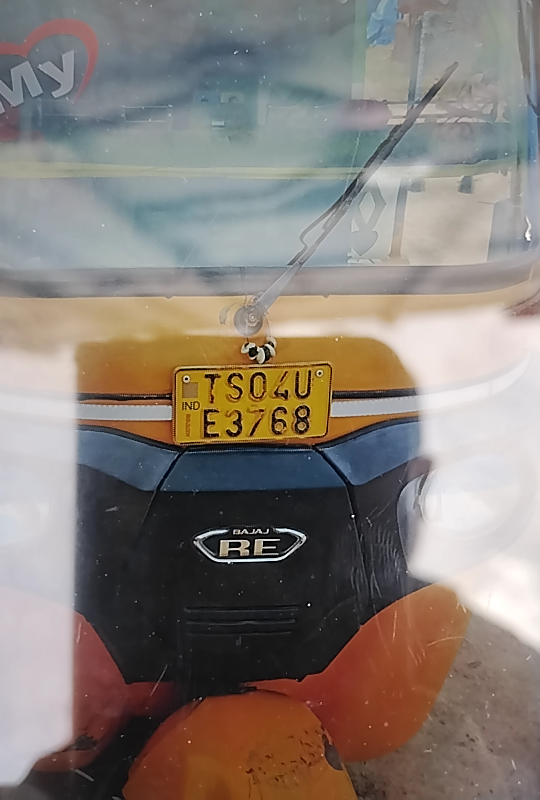 My
TS04U
IND
E3768
BAJAJ
RE